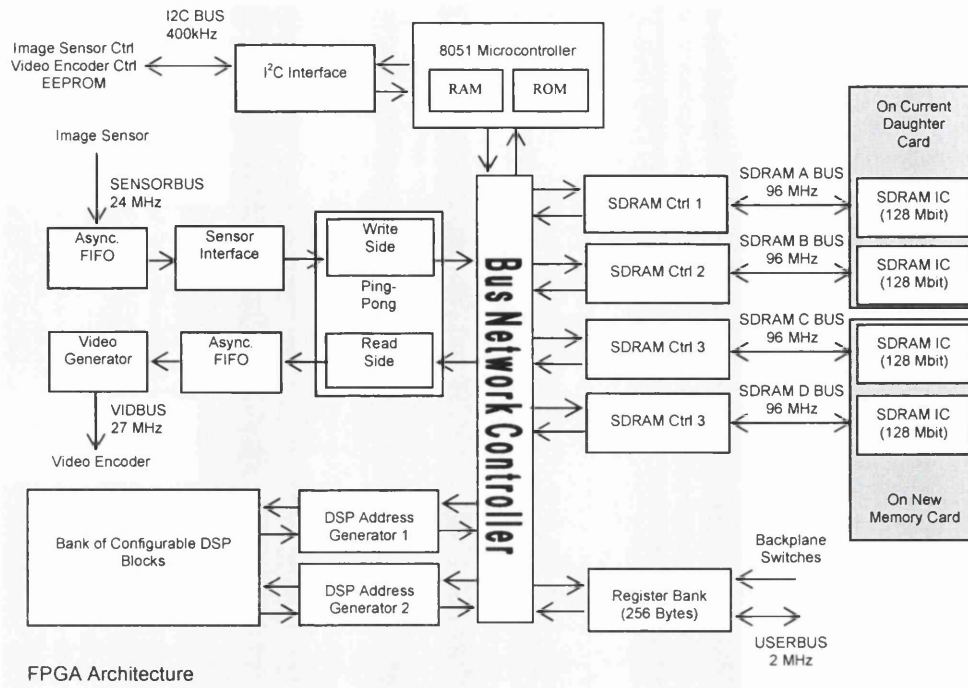 I2C BUS
400kHz
Image Sensor Ctrl
Video Encoder Ctrl
EEPROM
I²C Interface
8051 Microcontroller
RAM
ROM
Image Sensor
SENSORBUS
24 MHz
Async.
FIFO
Sensor
Interface
Write
Side
Ping-
Pong
Read
Side
Video
Generator
Async.
FIFO
VIDBUS
27 MHz
Video Encoder
Bank of Configurable DSP
Blocks
DSP Address
Generator 1
DSP Address
Generator 2
Bus Network Controller
SDRAM Ctrl 1
SDRAM Ctrl 2
SDRAM Ctrl 3
SDRAM Ctrl 3
SDRAM A BUS
96 MHz
SDRAM B BUS
96 MHz
SDRAM C BUS
96 MHz
SDRAM D BUS
96 MHz
On Current
Daughter
Card
SDRAM IC
(128 Mbit)
SDRAM IC
(128 Mbit)
SDRAM IC
(128 Mbit)
SDRAM IC
(128 Mbit)
On New
Memory Card
Register Bank
(256 Bytes)
Backplane
Switches
USERBUS
2 MHz
FPGA Architecture